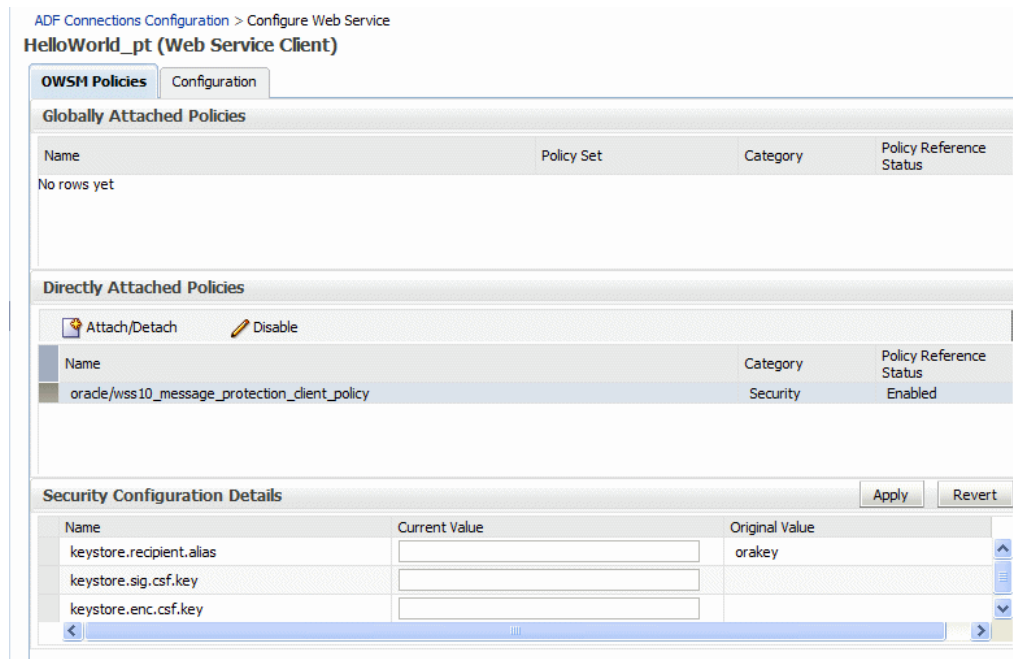 ADF Connections Configuration > Configure Web Service
HelloWorld_pt (Web Service Client)
OWSM Policies Configuration
Globally Attached Policies
Name Policy Set Category Policy Reference Status
No rows yet
Directly Attached Policies
Attach/Detach Disable
Name Category Policy Reference Status
oracle/wss10_message_protection_client_policy Security Enabled
Security Configuration Details Apply Revert
Name Current Value Original Value
keystore.recipient.alias orakey
keystore.sig.csf.key
keystore.enc.csf.key